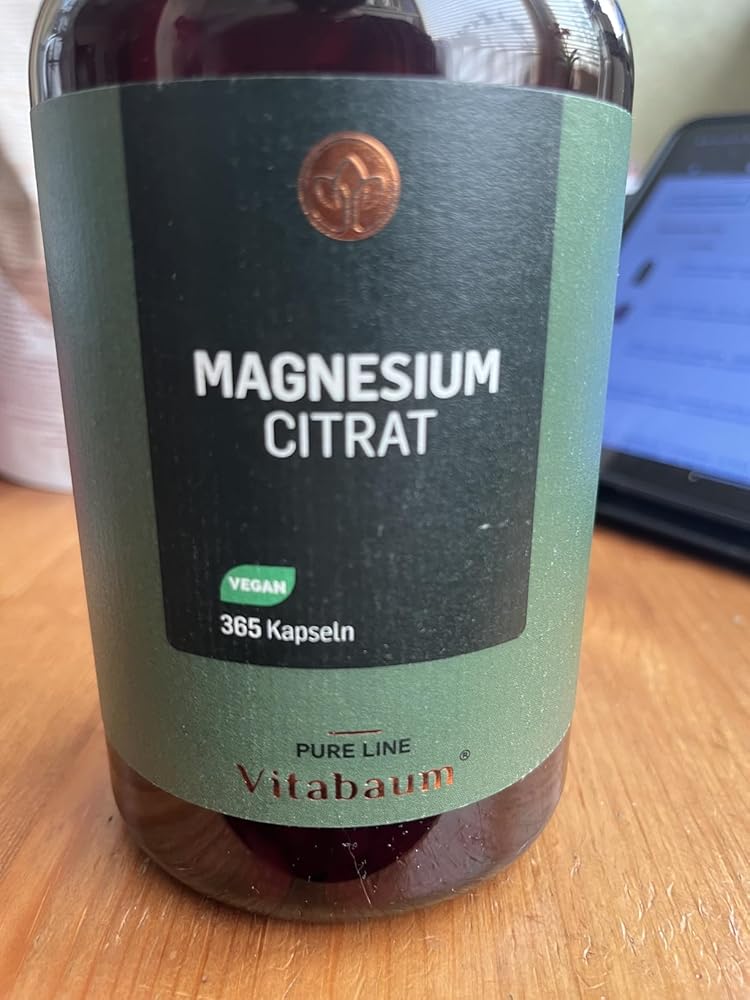 MAGNESIUM
CITRAT
VEGAN
365 Kapseln
PURE LINE
Vitabaum®